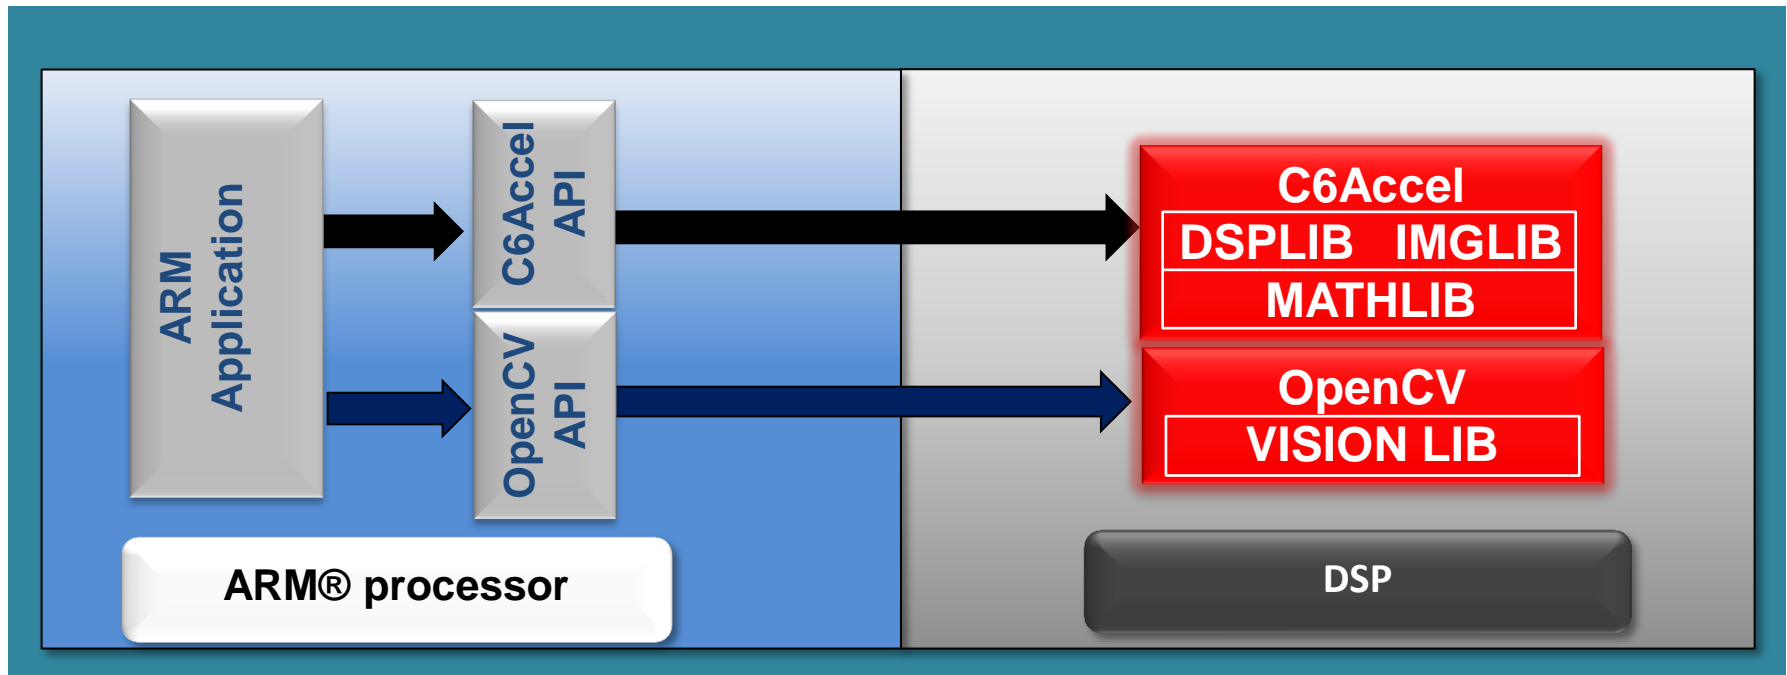 ARM
Application
C6Accel
API
OpenCV
API
ARM® processor
C6Accel
DSPLIB IMGLIB
MATHLIB
OpenCV
VISION LIB
DSP